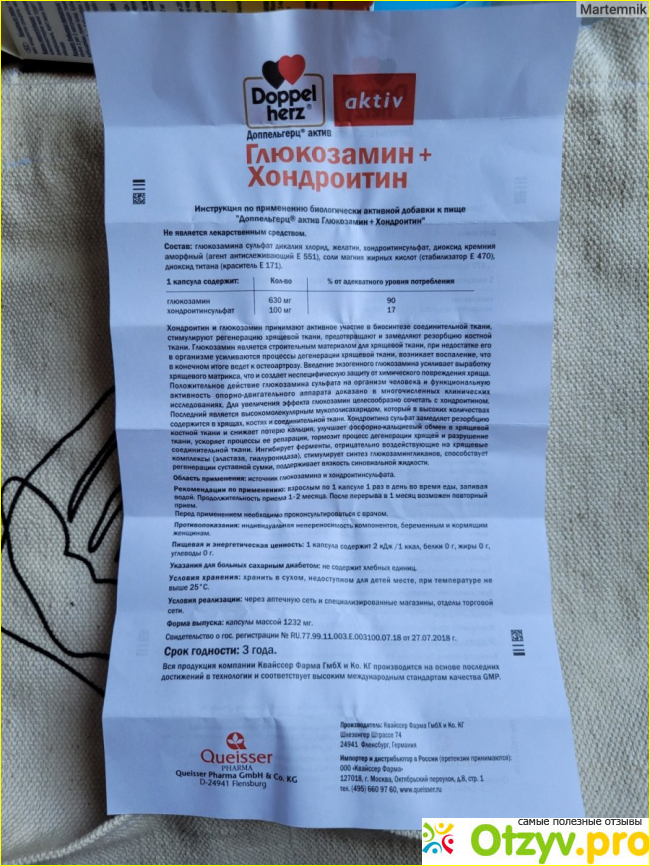 Martemnik
Doppel
herz®
aktiv
Доппельгерц® актив
Глюкозамин +
Хондроитин
Инструкция по применению биологически активной добавки к пище
"Доппельгерц® актив Глюкозамин + Хондроитин"
Не является лекарственным средством.
Состав: глюкозамина сульфат дикалия хлорид, желатин, хондроитинсульфат, диоксид кремния
аморфный (агент антислеживающий Е 551), соли магния жирных кислот (стабилизатор Е 470),
диоксид титана (краситель Е 171).
1 капсула содержит: Кол-во % от адекватного уровня потребления
глюкозамин 630 мг 90
хондроитинсульфат 100 мг 17
Хондроитин и глюкозамин принимают активное участие в биосинтезе соединительной ткани,
стимулируют регенерацию хрящевой ткани, предотвращают и замедляют резорбцию костной
ткани. Глюкозамин является строительным материалом для хрящевой ткани, при недостатке его
в организме усиливаются процессы дегенерации хрящевой ткани, возникает воспаление, что
в конечном итоге ведет к остеоартрозу. Введение экзогенного глюкозамина усиливает выработку
хрящевого матрикса, что и создает неспецифическую защиту от химического повреждения хряща.
Положительное действие глюкозамина сульфата на организм человека и функциональную
активность опорно-двигательного аппарата доказано в многочисленных клинических
исследованиях. Для увеличения эффекта глюкозамин целесообразно сочетать с хондроитином.
Последний является высокомолекулярным мукополисахаридом, который в высоких количествах
содержится в хрящах, костях и соединительной ткани. Хондроитина сульфат замедляет резорбцию
костной ткани и снижает потерю кальция, улучшает фосфорно-кальциевый обмен в хрящевой
ткани, ускоряет процессы ее репарации, тормозит процесс дегенерации хрящей и разрушение
соединительной ткани. Ингибирует ферменты, отрицательно воздействующие на хрящевые
комплексы (эластаза, гиалуронидаза), стимулирует синтез глюкозамингликанов, способствует
регенерации суставной сумки, поддерживает вязкость синовиальной жидкости.
Область применения: источник глюкозамина и хондроитинсульфата.
Рекомендации по применению: взрослым по 1 капсуле 1 раз в день во время еды, запивая
водой. Продолжительность приема 1-2 месяца. После перерыва в 1 месяц возможен повторный
прием.
Перед применением необходимо проконсультироваться с врачом.
Противопоказания: индивидуальная непереносимость компонентов, беременным и кормящим
женщинам.
Пищевая и энергетическая ценность: 1 капсула содержит 2 кДж /1 ккал, белки 0 г, жиры 0 г,
углеводы 0 г.
Указания для больных сахарным диабетом: не содержит хлебных единиц.
Условия хранения: хранить в сухом, недоступном для детей месте, при температуре не
выше 25°С.
Условия реализации: через аптечную сеть и специализированные магазины, отделы торговой
сети.
Форма выпуска: капсулы массой 1232 мг.
Свидетельство о гос. регистрации № RU.77.99.11.003.Е.003100.07.18 от 27.07.2018 г.
Срок годности: 3 года.
Вся продукция компании Квайссер Фарма ГмбХ и Ко. КГ производится на основе последних
достижений в технологии и соответствует высоким международным стандартам качества GMP.
Queisser
PHARMA
Queisser Pharma GmbH & Co. KG
D-24941 Flensburg
Производитель: Квайссер Фарма ГмбХ и Ко. КГ
Шлезвигер Штрассе 74
24941 Фленсбург, Германия
Импортер и дистрибьютор в России (претензии принимаются):
ООО «Квайссер Фарма»
127018, г. Москва, Октябрьский переулок, д.8, стр. 1
тел. (495) 660 97 60, www.queisser.ru
самые полезные отзывы
Otzyv.pro